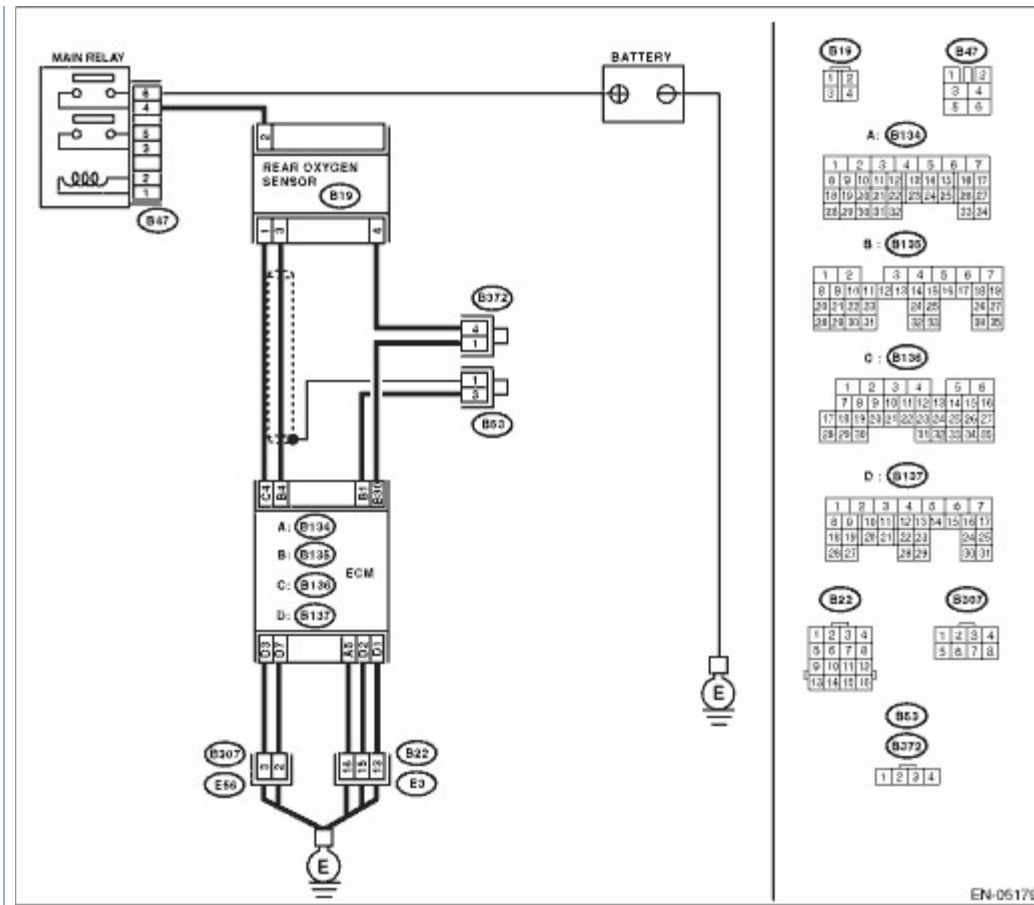 MAIN RELAY
6
4
5
3
2
1
B47
BATTERY
2
REAR OXYGEN
SENSOR
B19
1 3 4
B372
4
1
1
3
B53
C4 B4 B1 B30
A: B134
B: B135
C: B136
D: B137
ECM
D3 D7 A5 D2 D1
B307
E56
3 2
16 15 13
B22
E3
E
E
B19
1 2
3 4
B47
1 2
3 4
5 6
A: B134
1 2 3 4 5 6 7
8 9 10 11 12 13 14 15 16 17
18 19 20 21 22 23 24 25 26 27
28 29 30 31 32 33 34
B: B135
1 2 3 4 5 6 7
8 9 10 11 12 13 14 15 16 17 18 19
20 21 22 23 24 25 26 27
28 29 30 31 32 33 34 35
C: B136
1 2 3 4 5 6
7 8 9 10 11 12 13 14 15 16
17 18 19 20 21 22 23 24 25 26 27
28 29 30 31 32 33 34 35
D: B137
1 2 3 4 5 6 7
8 9 10 11 12 13 14 15 16 17
18 19 20 21 22 23 24 25
26 27 28 29 30 31
B22
1 2 3 4
5 6 7 8
9 10 11 12
13 14 15 16
B307
1 2 3 4
5 6 7 8
B53
B372
1 2 3 4